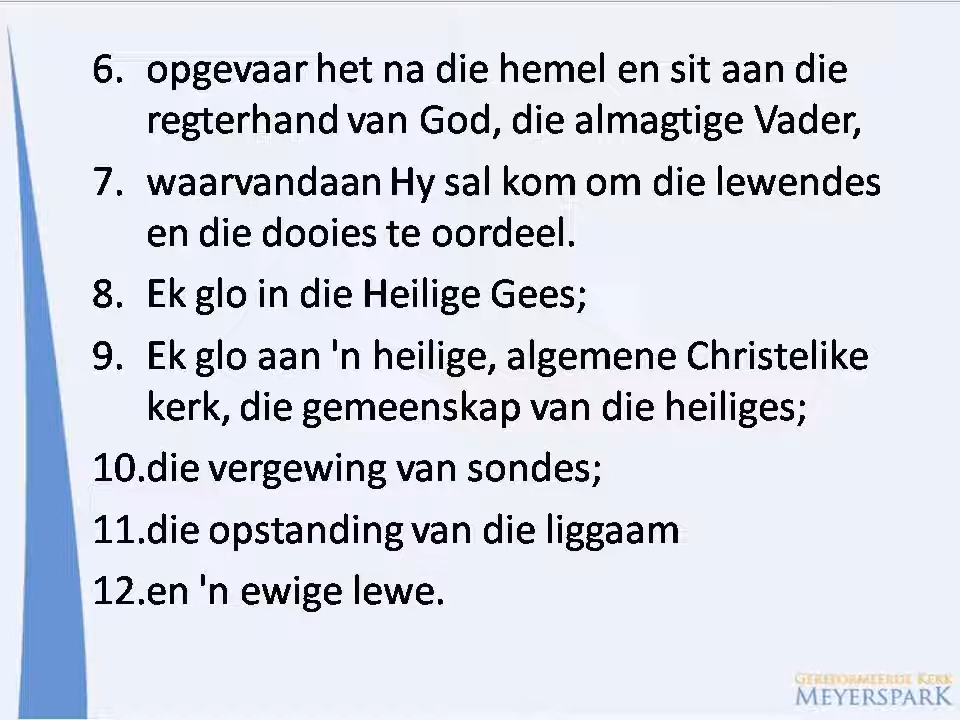 6. opgevaar het na die hemel en sit aan die
regterhand van God, die almagtige Vader,
7. waarvandaan Hy sal kom om die lewendes
en die dooies te oordeel.
8. Ek glo in die Heilige Gees;
9. Ek glo aan 'n heilige, algemene Christelike
kerk, die gemeenskap van die heiliges;
10.die vergewing van sondes;
11.die opstanding van die liggaam
12.en 'n ewige lewe.
GEREFORMEERDE KERK
MEYERSPARK